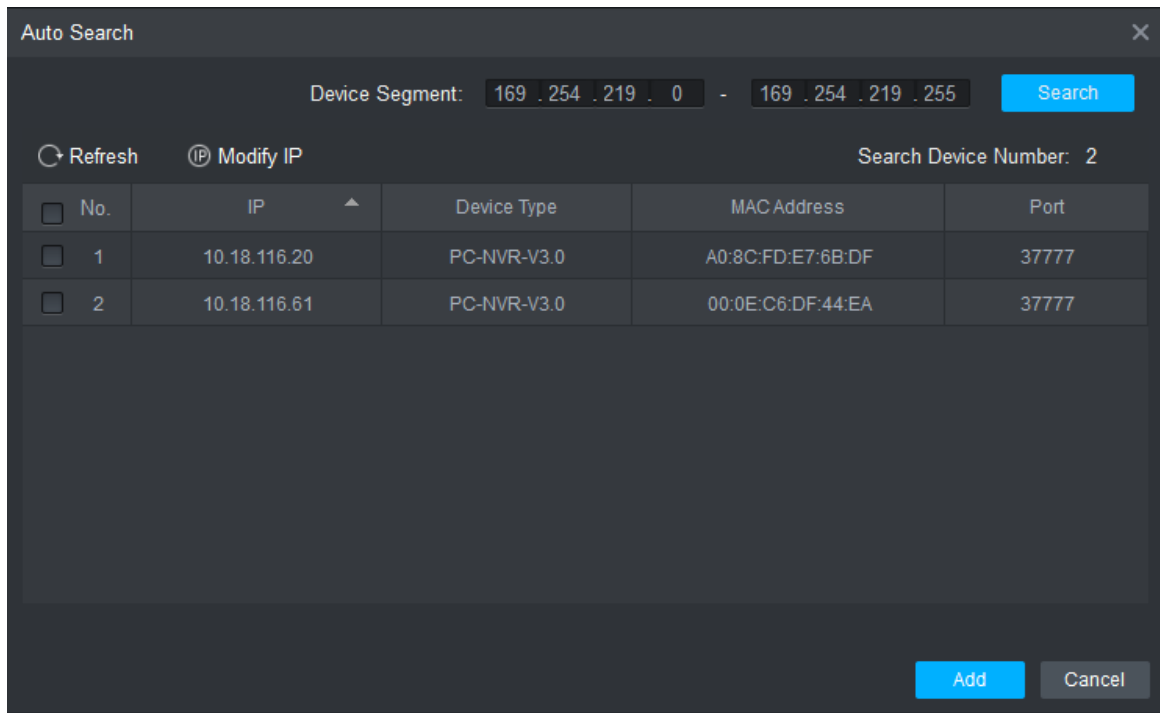 Auto Search
Device Segment: 169 . 254 . 219 . 0 - 169 . 254 . 219 . 255 Search
Refresh IP Modify IP Search Device Number: 2
No. IP Device Type MAC Address Port
1 10.18.116.20 PC-NVR-V3.0 A0:8C:FD:E7:6B:DF 37777
2 10.18.116.61 PC-NVR-V3.0 00:0E:C6:DF:44:EA 37777
Add Cancel